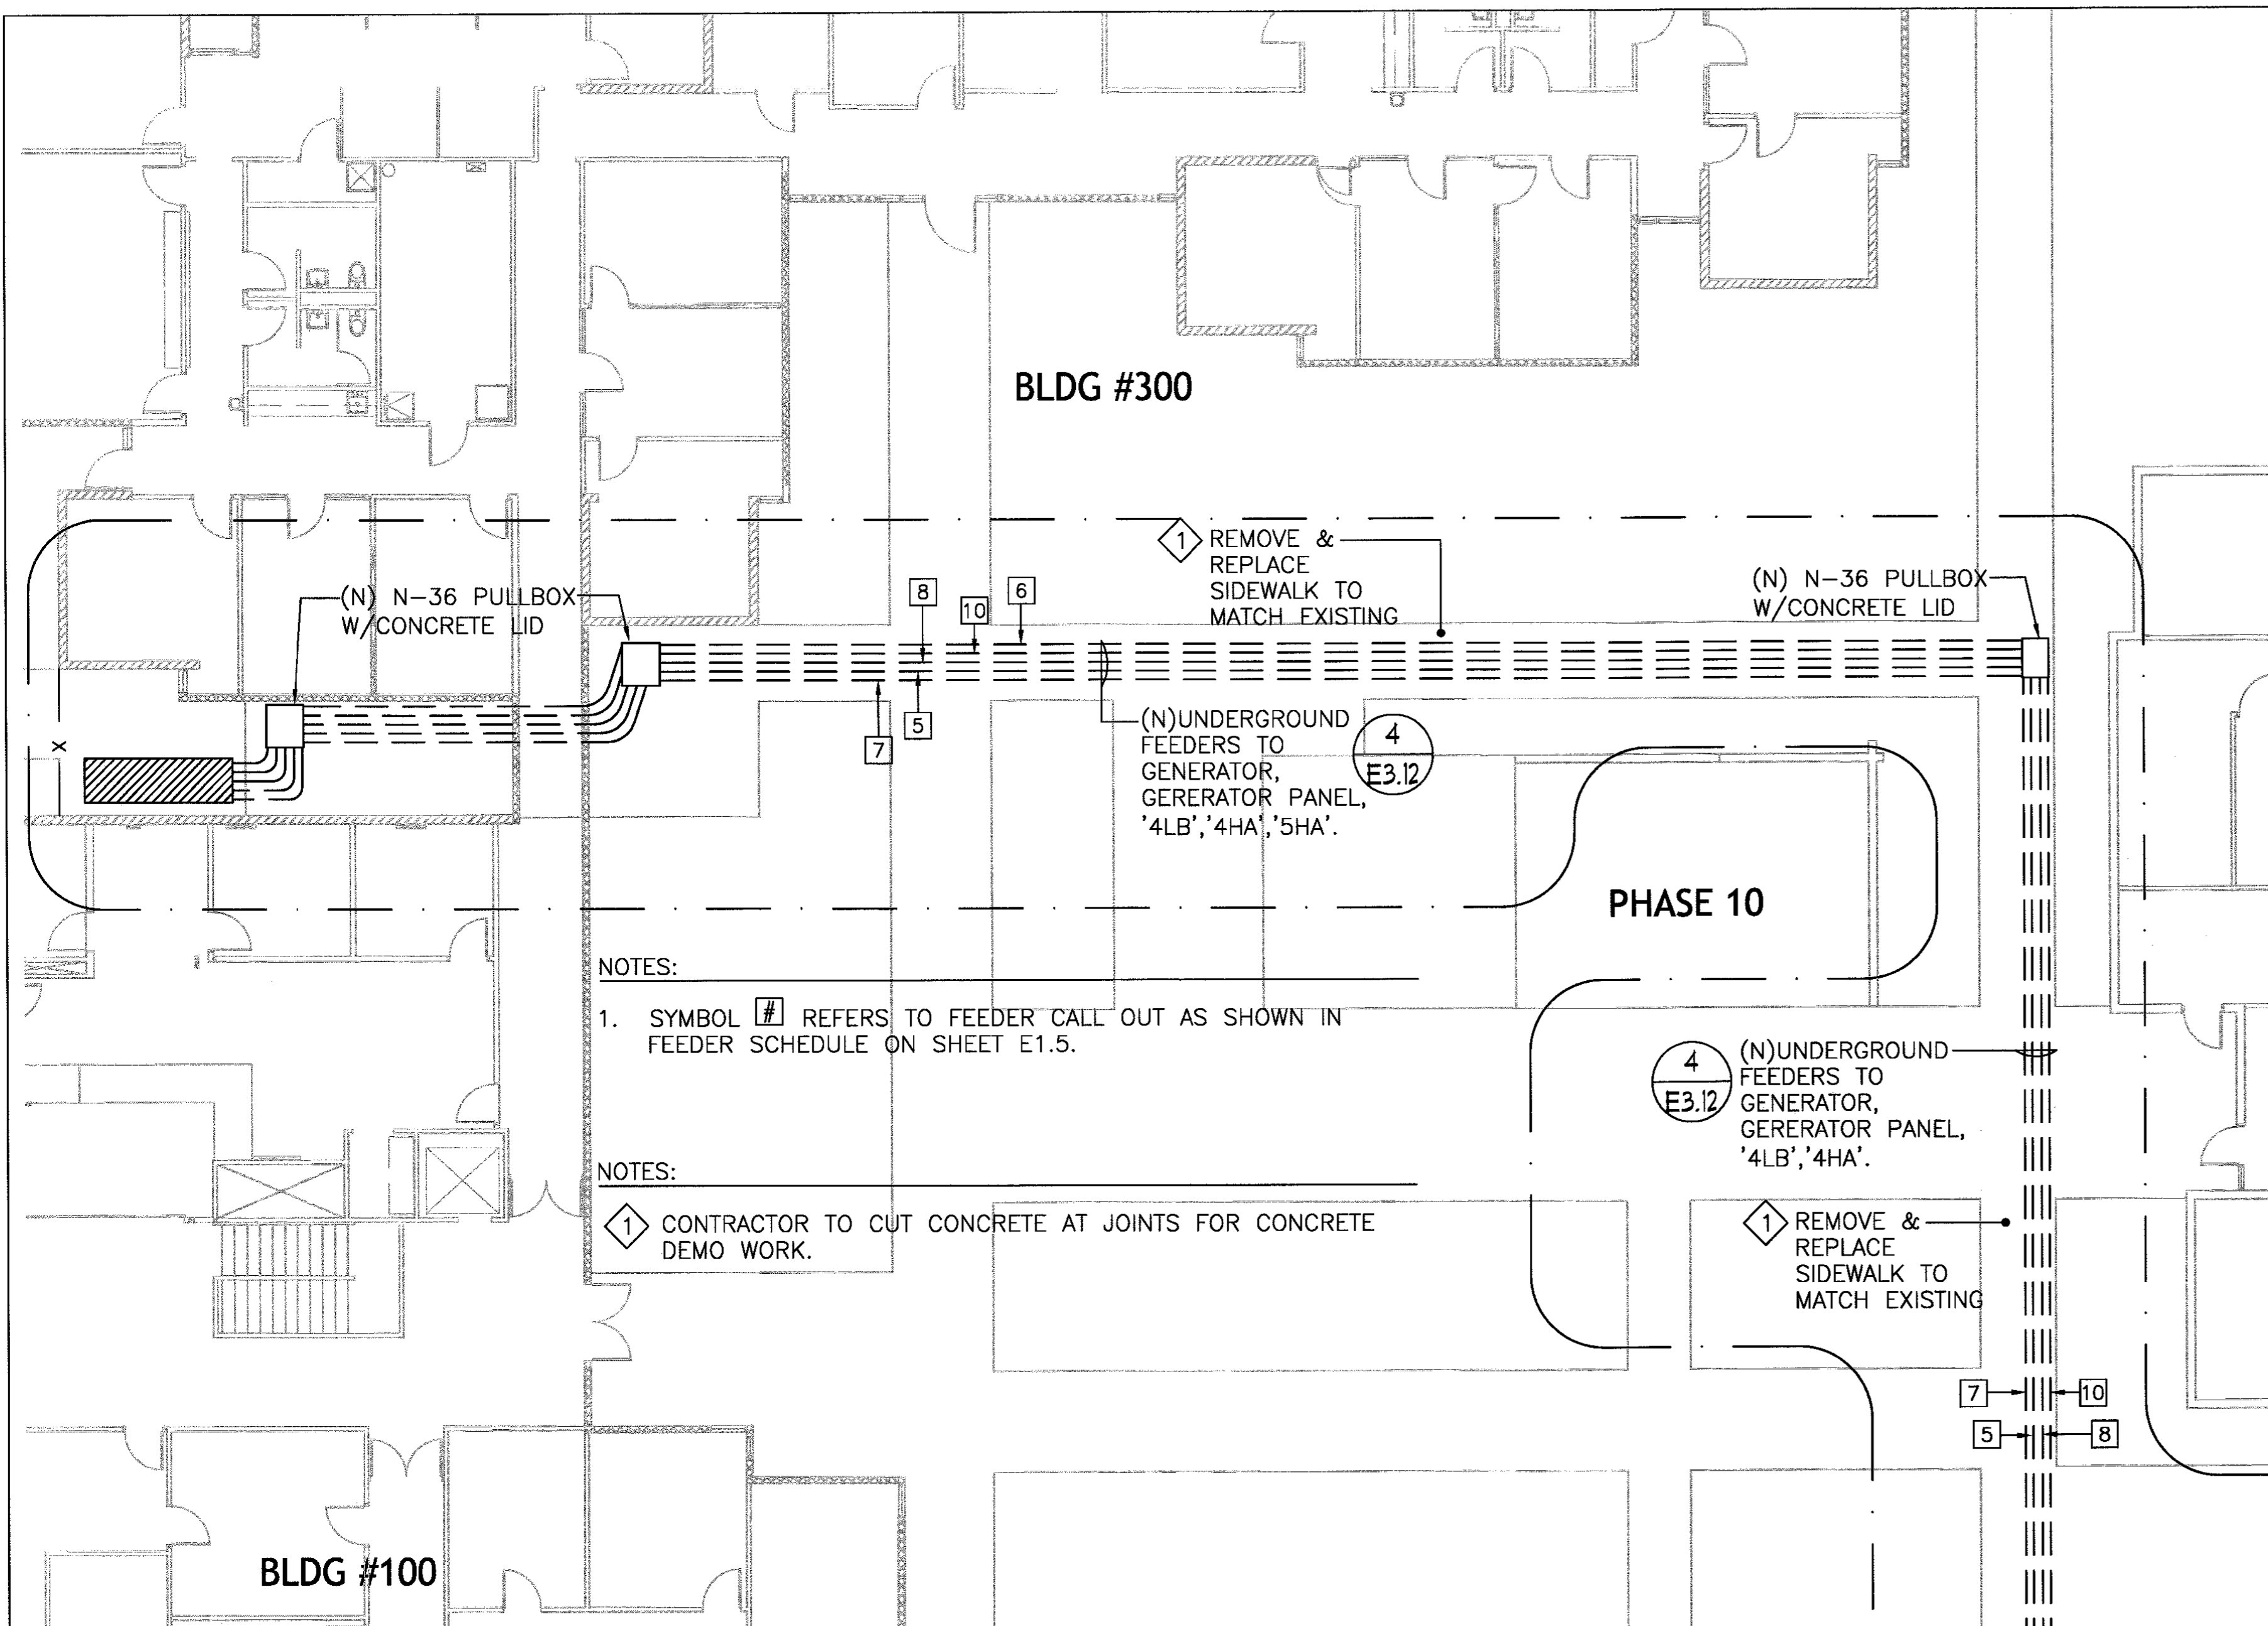 BLDG #300
1 REMOVE &
REPLACE
SIDEWALK TO
MATCH EXISTING
(N) N-36 PULLBOX
W/CONCRETE LID
(N) N-36 PULLBOX
W/CONCRETE LID
8
10
6
7
5
X
(N)UNDERGROUND
FEEDERS TO
GENERATOR,
GERERATOR PANEL,
'4LB','4HA','5HA'.
4
E3.12
PHASE 10
NOTES:
1. SYMBOL # REFERS TO FEEDER CALL OUT AS SHOWN IN
FEEDER SCHEDULE ON SHEET E1.5.
4
E3.12
(N)UNDERGROUND
FEEDERS TO
GENERATOR,
GERERATOR PANEL,
'4LB','4HA'.
NOTES:
1 CONTRACTOR TO CUT CONCRETE AT JOINTS FOR CONCRETE
DEMO WORK.
1 REMOVE &
REPLACE
SIDEWALK TO
MATCH EXISTING
7
10
5
8
BLDG #100